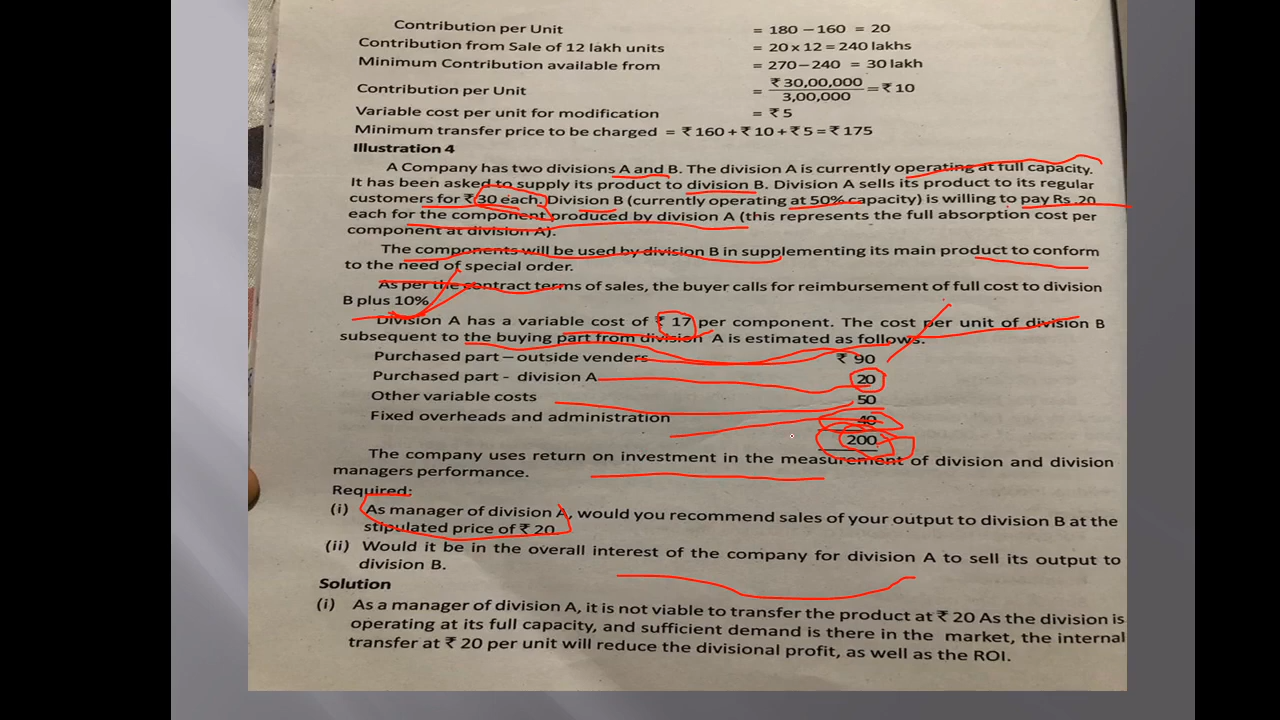 Contribution per Unit = 180 – 160 = 20
Contribution from Sale of 12 lakh units = 20 x 12 = 240 lakhs
Minimum Contribution available from = 270 – 240 = 30 lakh
Contribution per Unit = ₹ 30,00,000 / 3,00,000 = ₹ 10
Variable cost per unit for modification = ₹ 5
Minimum transfer price to be charged = ₹ 160 + ₹ 10 + ₹ 5 = ₹ 175
Illustration 4
A Company has two divisions A and B. The division A is currently operating at full capacity.
It has been asked to supply its product to division B. Division A sells its product to its regular
customers for ₹ 30 each. Division B (currently operating at 50% capacity) is willing to pay Rs .20
each for the component produced by division A (this represents the full absorption cost per
component at division A).
The components will be used by division B in supplementing its main product to conform
to the need of special order.
As per the contract terms of sales, the buyer calls for reimbursement of full cost to division
B plus 10%
Division A has a variable cost of ₹ 17 per component. The cost per unit of division B
subsequent to the buying part from division A is estimated as follows.
Purchased part – outside venders ₹ 90
Purchased part - division A 20
Other variable costs 50
Fixed overheads and administration 40
200
The company uses return on investment in the measurement of division and division
managers performance.
Required:
(i) As manager of division A, would you recommend sales of your output to division B at the
stipulated price of ₹ 20
(ii) Would it be in the overall interest of the company for division A to sell its output to
division B.
Solution
(i) As a manager of division A, it is not viable to transfer the product at ₹ 20 As the division is
operating at its full capacity, and sufficient demand is there in the market, the internal
transfer at ₹ 20 per unit will reduce the divisional profit, as well as the ROI.